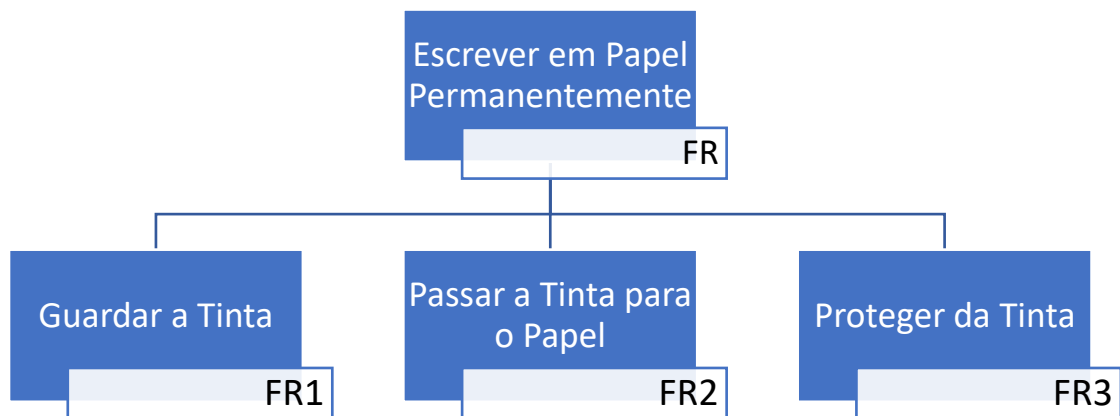 Escrever em Papel
Permanentemente
FR
Guardar a Tinta
FR1
Passar a Tinta para
o Papel
FR2
Proteger da Tinta
FR3